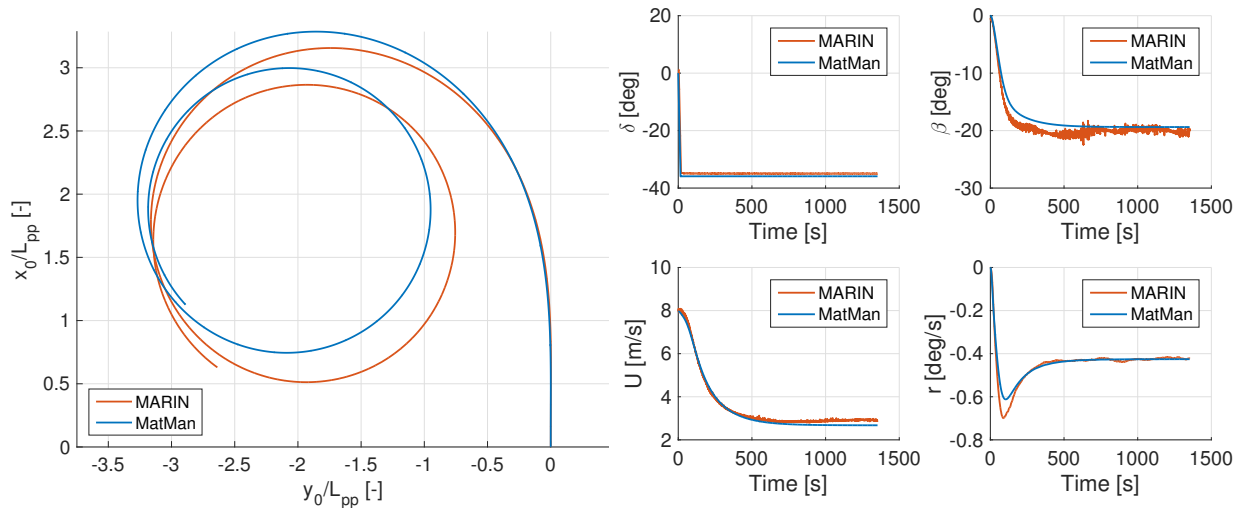 3
2.5
2
1.5
1
0.5
0
x0/Lpp [-]
MARIN
MatMan
-3.5 -3 -2.5 -2 -1.5 -1 -0.5 0
y0/Lpp [-]
20
0
-20
-40
δ [deg]
MARIN
MatMan
0 500 1000 1500
Time [s]
0
-10
-20
-30
β [deg]
MARIN
MatMan
0 500 1000 1500
Time [s]
10
8
6
4
2
U [m/s]
MARIN
MatMan
0 500 1000 1500
Time [s]
0
-0.2
-0.4
-0.6
-0.8
r [deg/s]
MARIN
MatMan
0 500 1000 1500
Time [s]